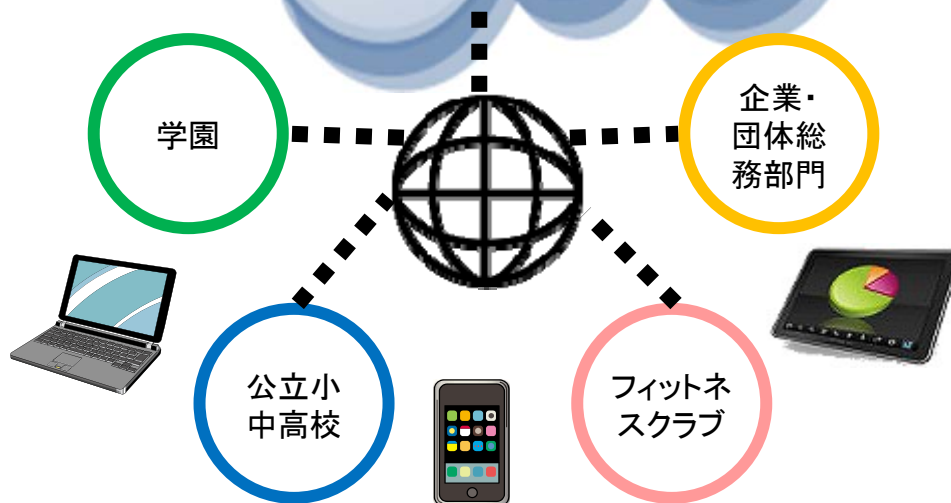 学園
企業・
団体総
務部門
公立小
中高校
フィットネ
スクラブ